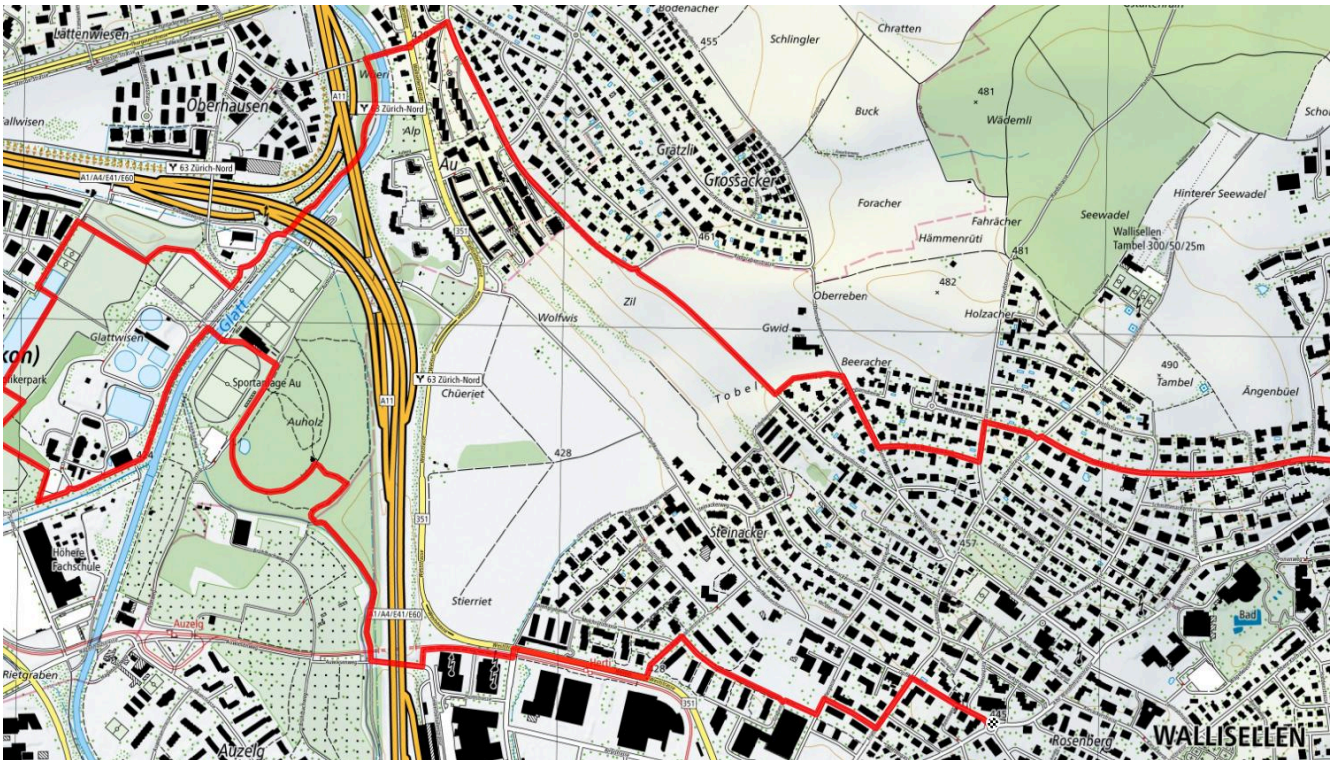 Bodenacher
455
Schlingler
Chratten
Lattenwiesen
Weeri
A11
481
Wädemli
Buck
Oberhausen
63 Zürich-Nord
Alp
Au
Grätzli
Grossacker
63 Zürich-Nord
A1/A4/E41/E60
Foracher
Fahrächer
Hämmenrüti
Seewadel
Hinterer Seewadel
Wallisellen
Tambel 300/50/25m
351
461
481
482
Oberreben
Zil
Wolfwis
Gwid
Holzacher
Glatt
Glattwisen
Beeracher
490
Tambel
Ängenbüel
Sportanlage Au
63 Zürich-Nord
Chüeriet
Tobel
A11
Auholz
428
351
Steinacker
457
Höhere
Fachschule
Stierriet
A1/A4/E41/E60
Auzelg
Bad
Rietgraben
351
445
Rosenberg
WALLISELLEN
Auzelg